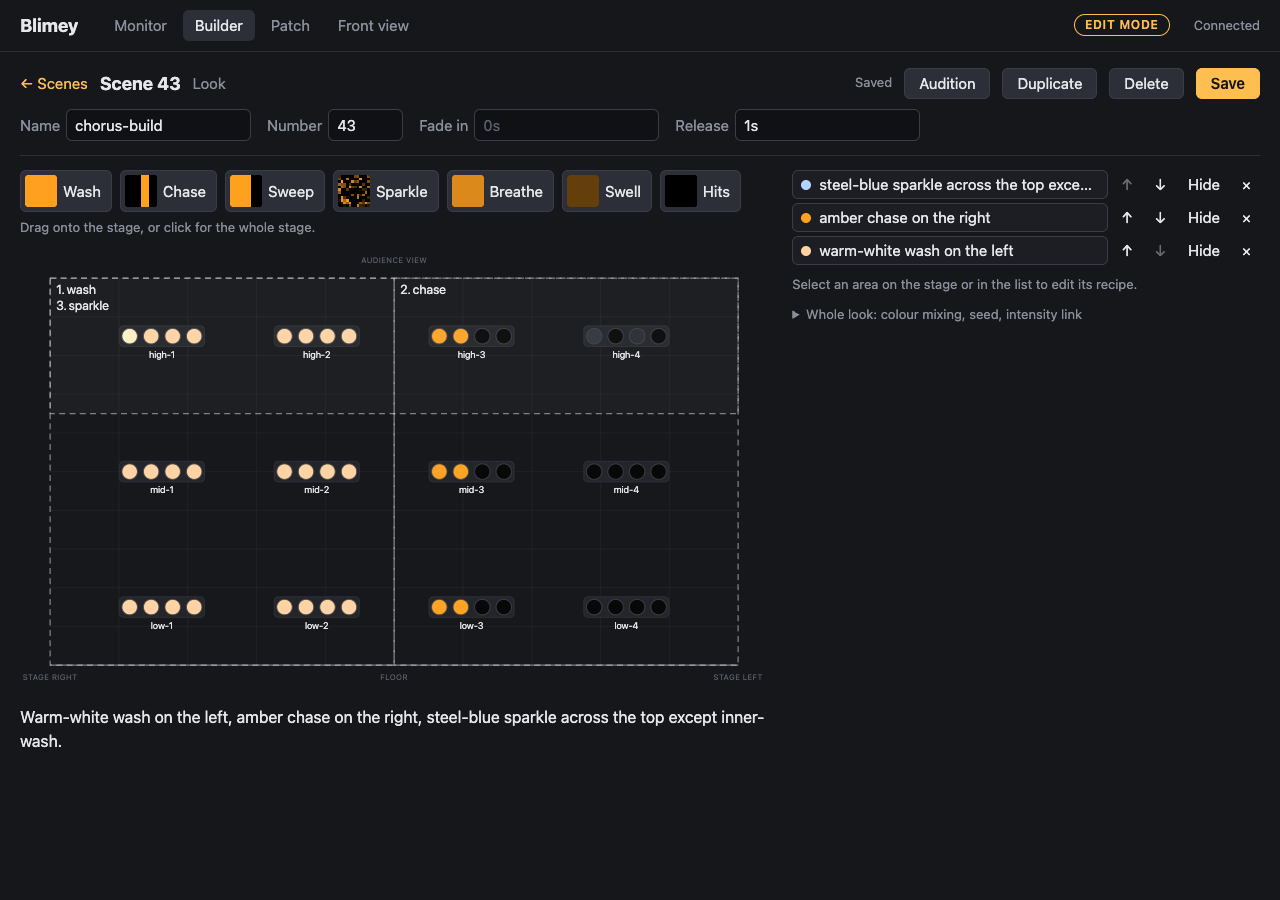 Blimey Monitor Builder Patch Front view EDIT MODE Connected
← Scenes Scene 43 Look Saved Audition Duplicate Delete Save
Name chorus-build Number 43 Fade in 0s Release 1s
Wash Chase Sweep Sparkle Breathe Swell Hits
Drag onto the stage, or click for the whole stage.
AUDIENCE VIEW
1. wash
3. sparkle
2. chase
high-1 high-2 high-3 high-4
mid-1 mid-2 mid-3 mid-4
low-1 low-2 low-3 low-4
STAGE RIGHT FLOOR STAGE LEFT
Warm-white wash on the left, amber chase on the right, steel-blue sparkle across the top except inner-
wash.
steel-blue sparkle across the top exce... ↑ ↓ Hide ×
amber chase on the right ↑ ↓ Hide ×
warm-white wash on the left ↑ ↓ Hide ×
Select an area on the stage or in the list to edit its recipe.
▶ Whole look: colour mixing, seed, intensity link